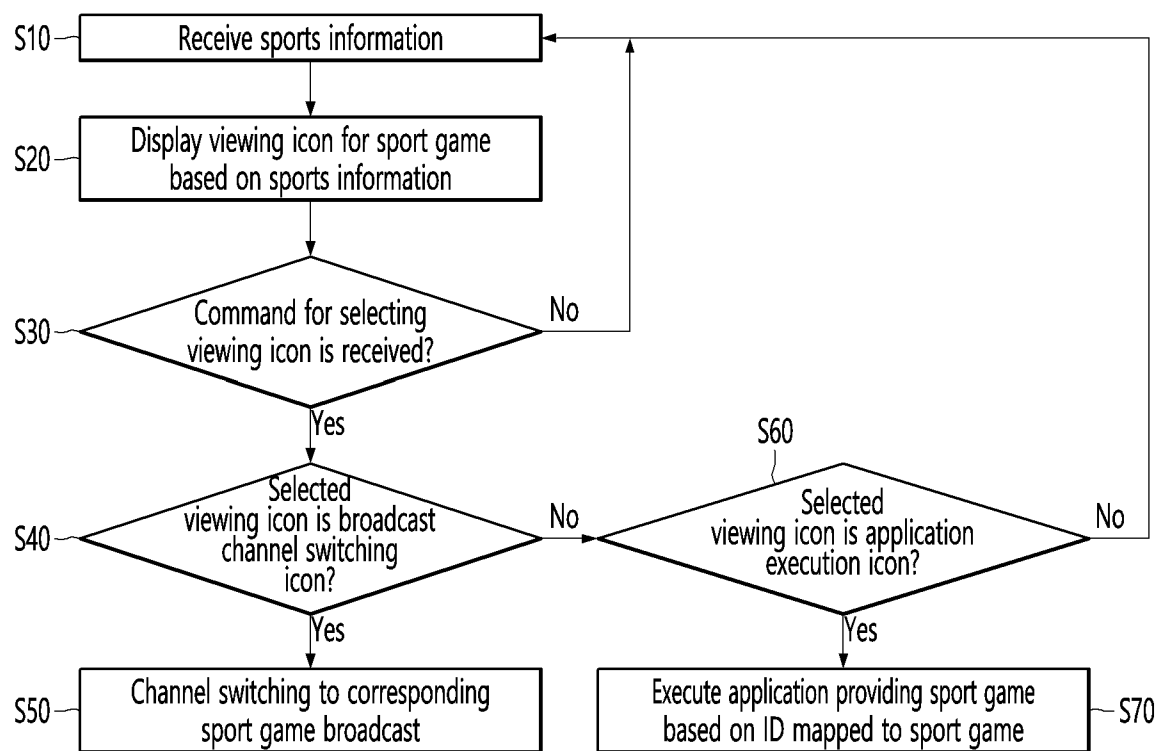 S10
Receive sports information
S20
Display viewing icon for sport game
based on sports information
S30
Command for selecting
viewing icon is received?
No
Yes
S40
Selected
viewing icon is broadcast
channel switching
icon?
No
Yes
S60
Selected
viewing icon is application
execution icon?
No
Yes
S50
Channel switching to corresponding
sport game broadcast
Execute application providing sport game
based on ID mapped to sport game
S70